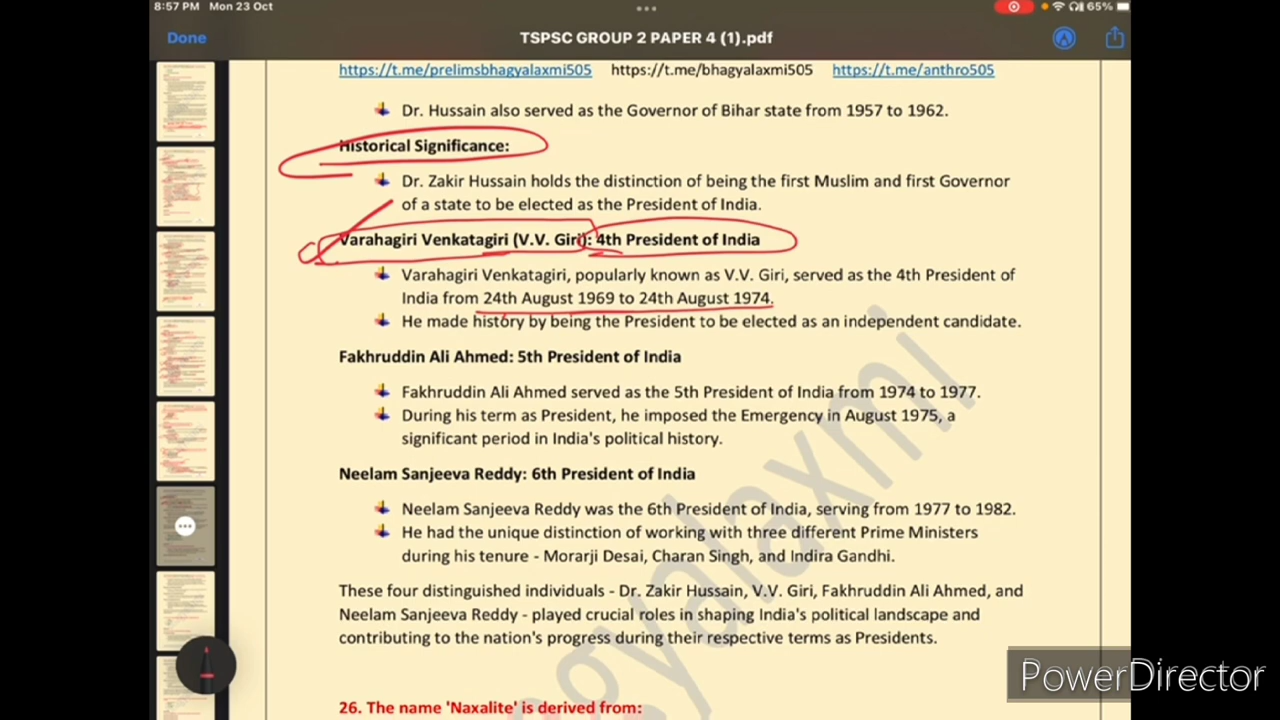 8:57 PM Mon 23 Oct
65%
Done
TSPSC GROUP 2 PAPER 4 (1).pdf
https://t.me/prelimsbhagyalaxmi505 https://t.me/bhagyalaxmi505 https://t.me/anthro505
Dr. Hussain also served as the Governor of Bihar state from 1957 to 1962.
Historical Significance:
Dr. Zakir Hussain holds the distinction of being the first Muslim and first Governor
of a state to be elected as the President of India.
Varahagiri Venkatagiri (V.V. Giri): 4th President of India
Varahagiri Venkatagiri, popularly known as V.V. Giri, served as the 4th President of
India from 24th August 1969 to 24th August 1974.
He made history by being the President to be elected as an independent candidate.
Fakhruddin Ali Ahmed: 5th President of India
Fakhruddin Ali Ahmed served as the 5th President of India from 1974 to 1977.
During his term as President, he imposed the Emergency in August 1975, a
significant period in India's political history.
Neelam Sanjeeva Reddy: 6th President of India
Neelam Sanjeeva Reddy was the 6th President of India, serving from 1977 to 1982.
He had the unique distinction of working with three different Prime Ministers
during his tenure - Morarji Desai, Charan Singh, and Indira Gandhi.
These four distinguished individuals - Dr. Zakir Hussain, V.V. Giri, Fakhruddin Ali Ahmed, and
Neelam Sanjeeva Reddy - played crucial roles in shaping India's political landscape and
contributing to the nation's progress during their respective terms as Presidents.
26. The name 'Naxalite' is derived from:
PowerDirector